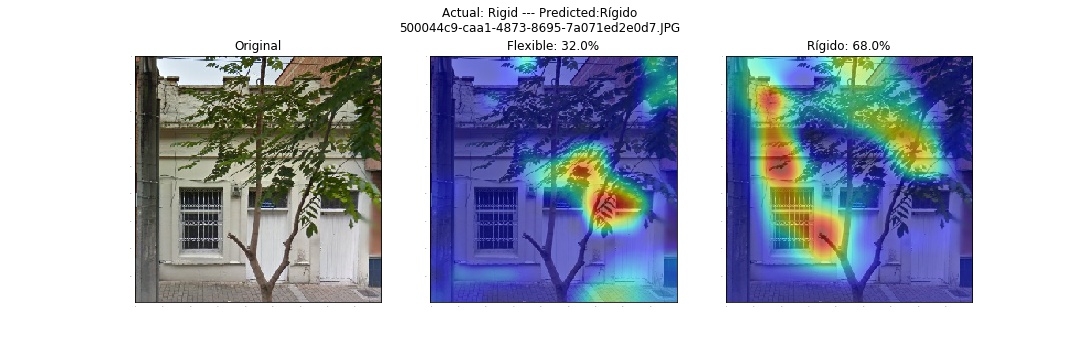 Actual: Rigid --- Predicted:Rígido
500044c9-caa1-4873-8695-7a071ed2e0d7.JPG
Original
Flexible: 32.0%
Rígido: 68.0%